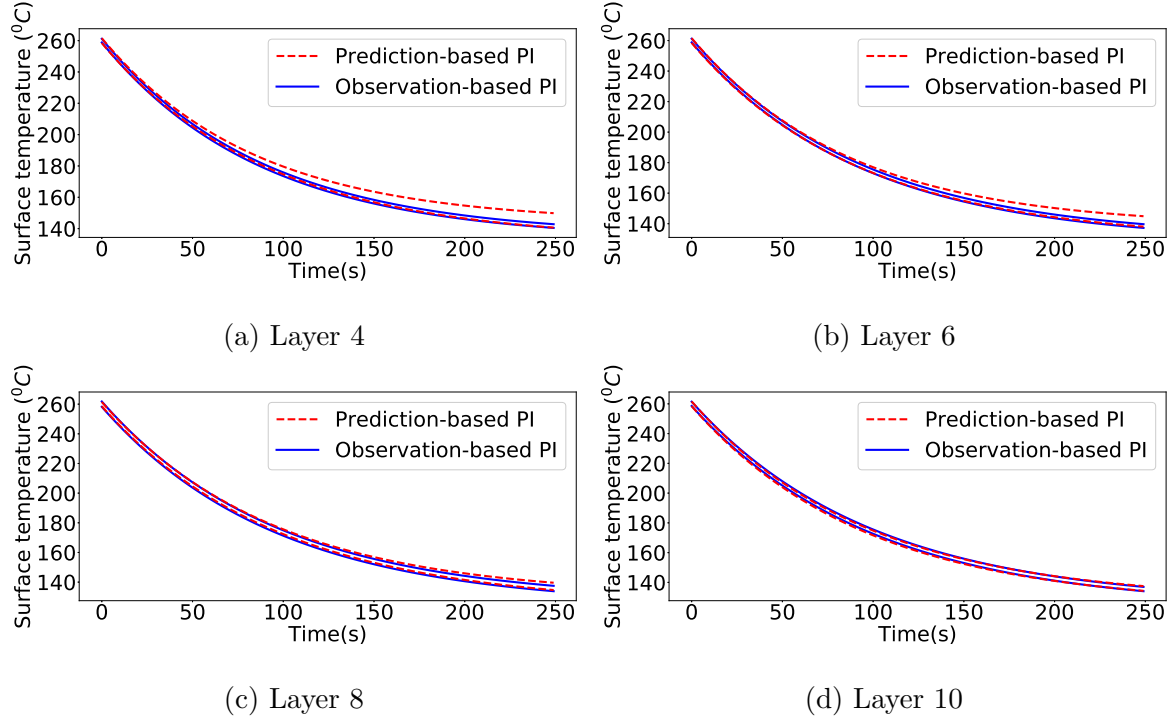 Surface temperature (⁰C)
260
240
220
200
180
160
140
0 50 100 150 200 250
Time(s)
Prediction-based PI
Observation-based PI
(a) Layer 4
Surface temperature (⁰C)
260
240
220
200
180
160
140
0 50 100 150 200 250
Time(s)
Prediction-based PI
Observation-based PI
(b) Layer 6
Surface temperature (⁰C)
260
240
220
200
180
160
140
0 50 100 150 200 250
Time(s)
Prediction-based PI
Observation-based PI
(c) Layer 8
Surface temperature (⁰C)
260
240
220
200
180
160
140
0 50 100 150 200 250
Time(s)
Prediction-based PI
Observation-based PI
(d) Layer 10